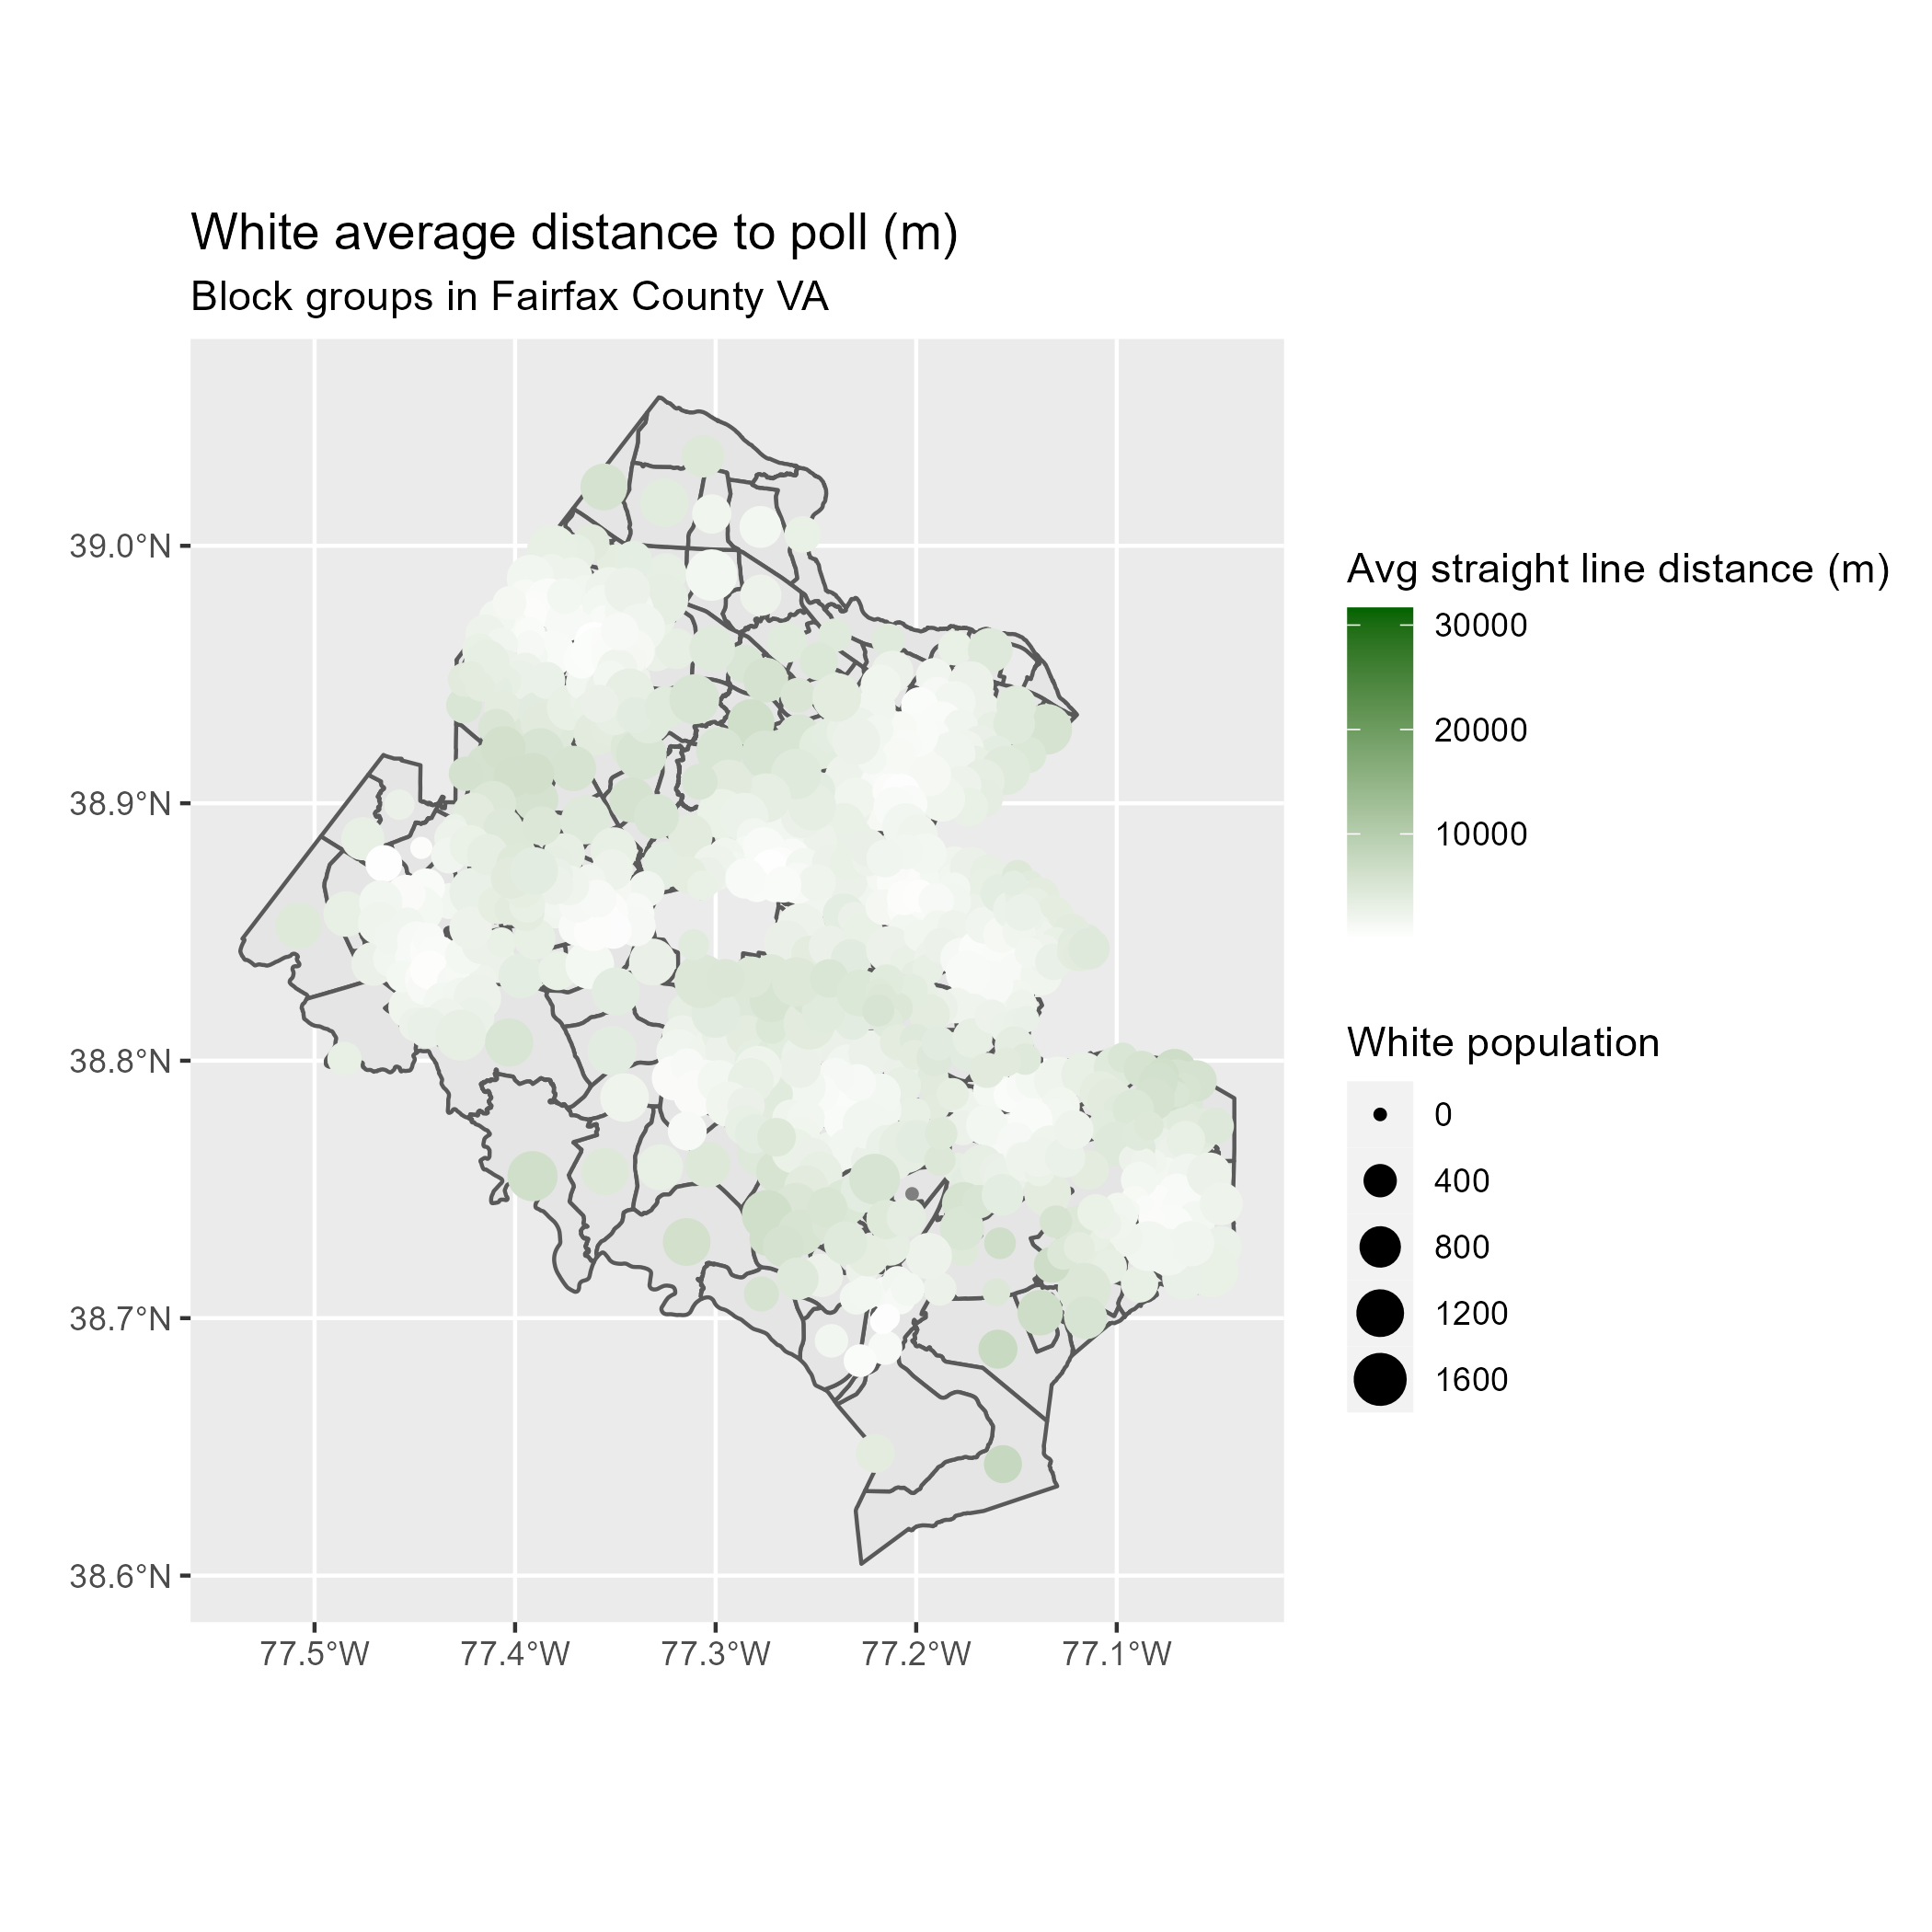 White average distance to poll (m)
Block groups in Fairfax County VA
39.0°N
38.9°N
38.8°N
38.7°N
38.6°N
77.5°W
77.4°W
77.3°W
77.2°W
77.1°W
Avg straight line distance (m)
30000
20000
10000
White population
0
400
800
1200
1600